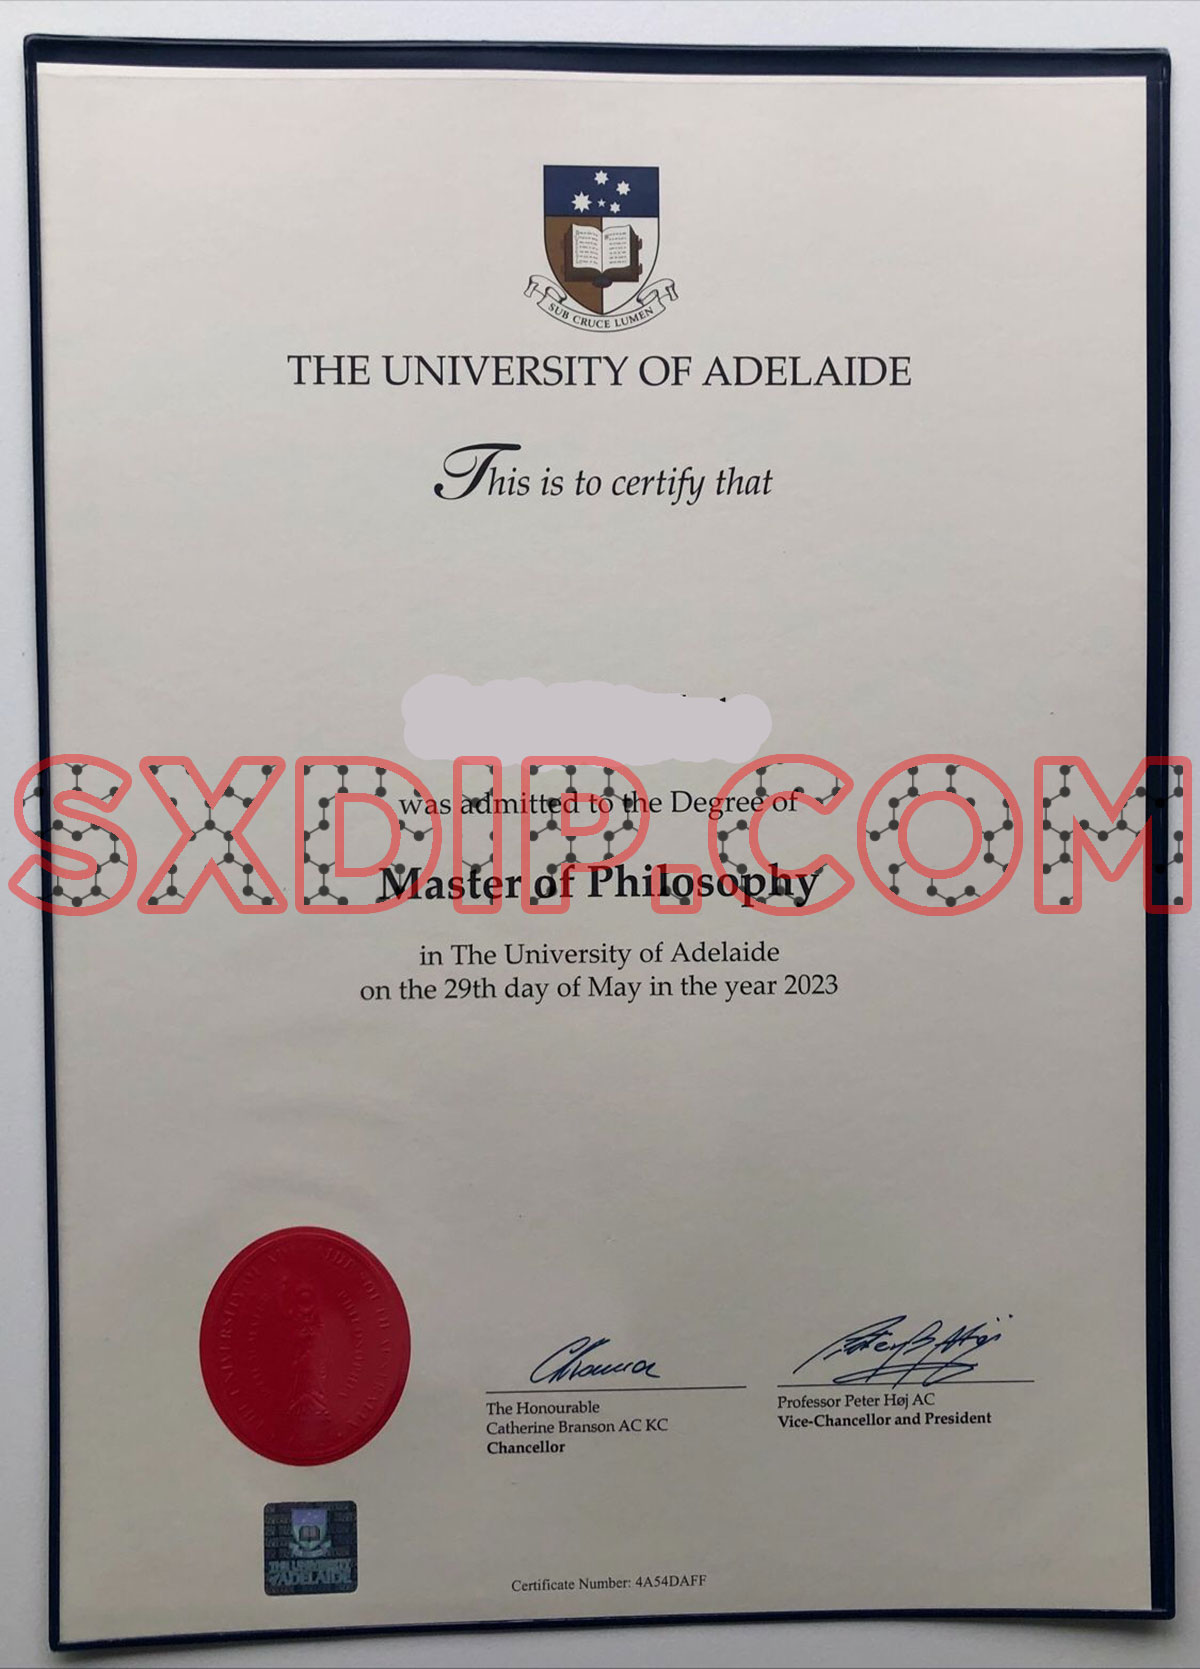 SUB CRUCE LUMEN
THE UNIVERSITY OF ADELAIDE
This is to certify that
SXDIP.COM
was admitted to the Degree of
Master of Philosophy
in The University of Adelaide
on the 29th day of May in the year 2023
The Honourable
Catherine Branson AC KC
Chancellor
Professor Peter Høj AC
Vice-Chancellor and President
THE UNIVERSITY
of ADELAIDE
Certificate Number: 4A54DAFF